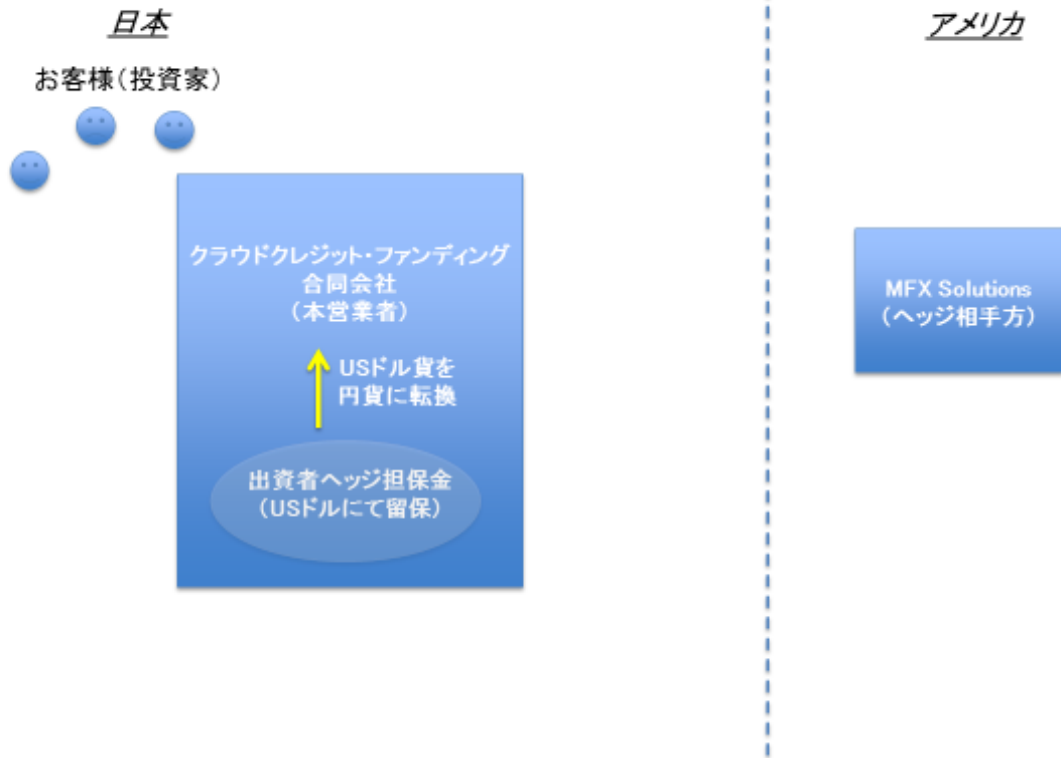 日本
アメリカ
お客様（投資家）
クラウドクレジット・ファンディング
合同会社
（本営業者）
USドル貨を
円貨に転換
出資者ヘッジ担保金
（USドルにて留保）
MFX Solutions
（ヘッジ相手方）